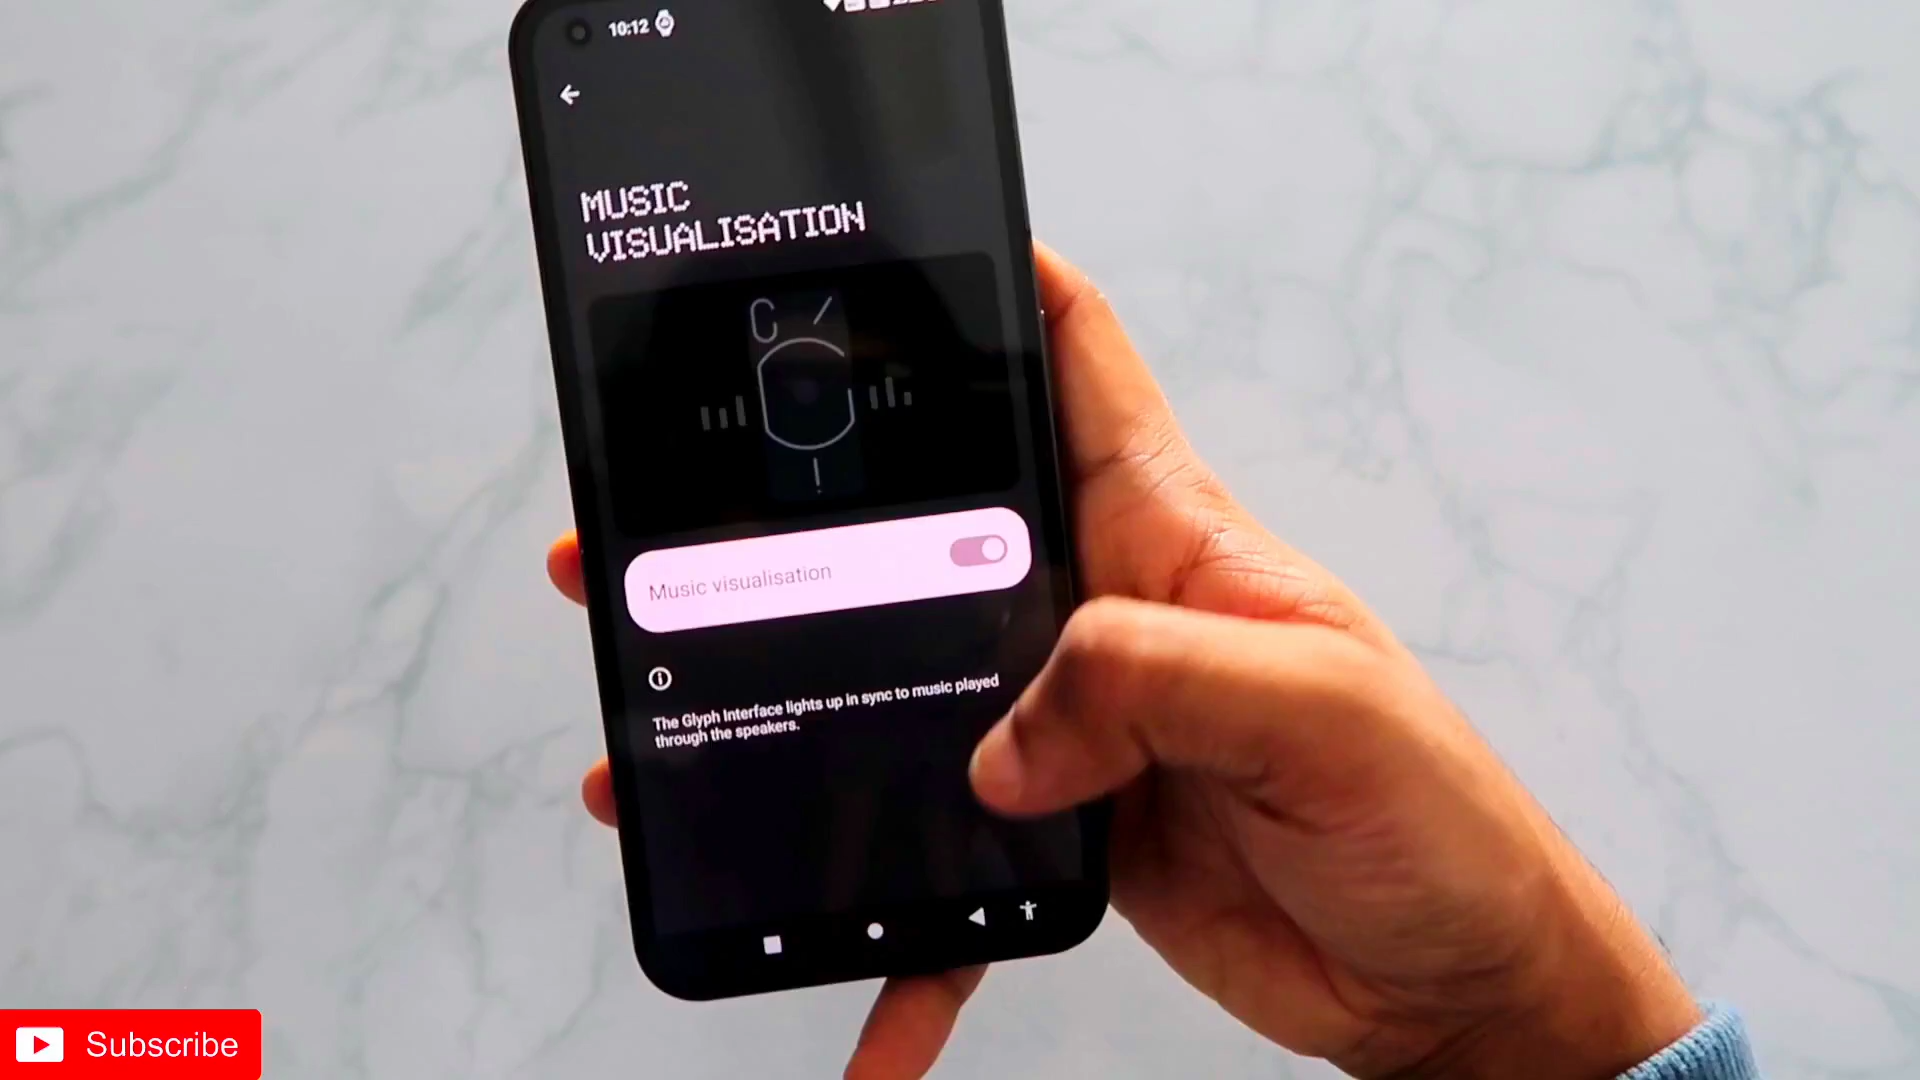 10:12
MUSIC
VISUALISATION
Music visualisation
The Glyph Interface lights up in sync to music played
through the speakers.
Subscribe